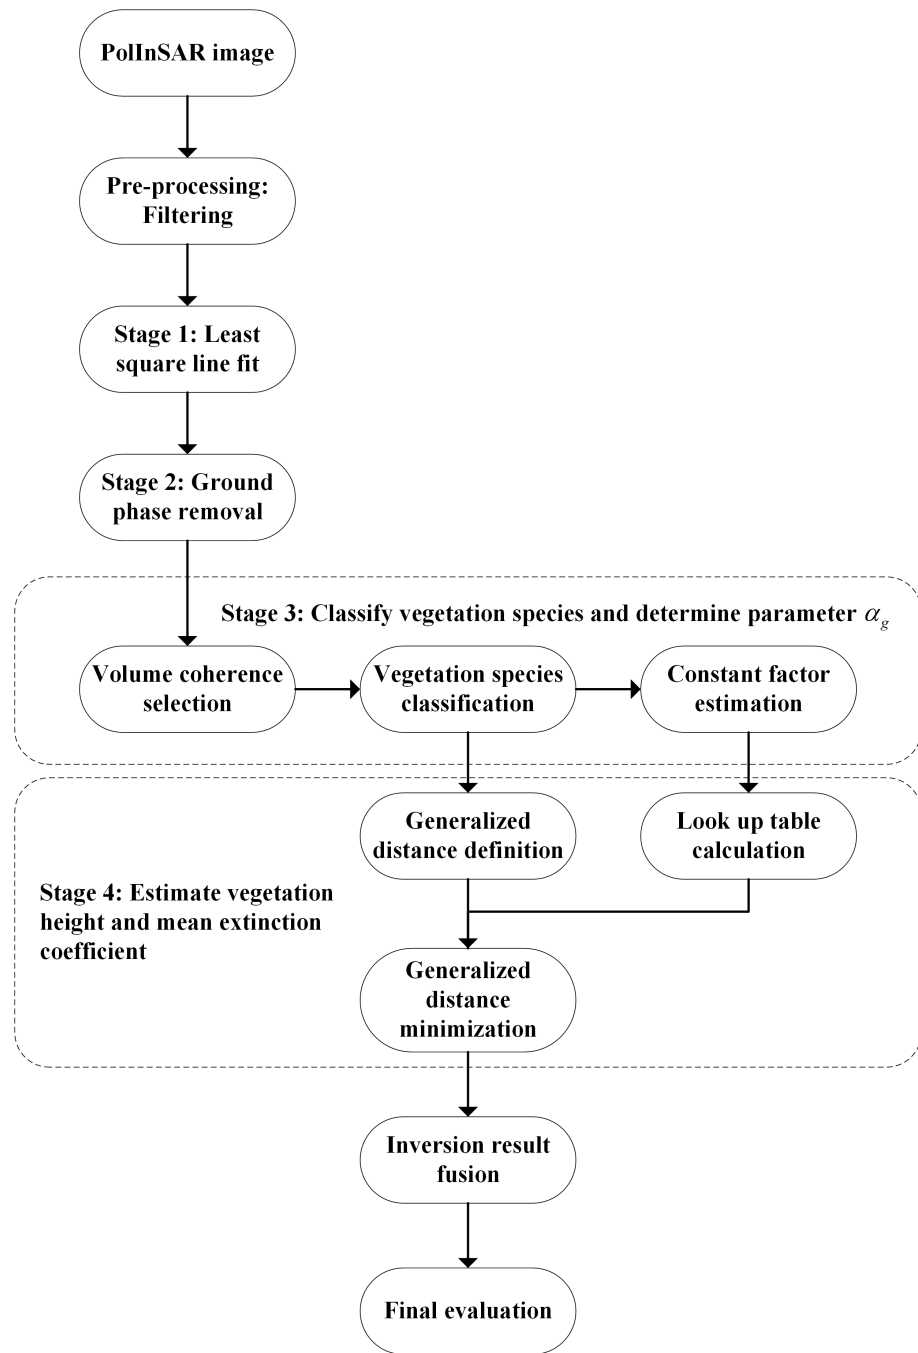 PolInSAR image
Pre-processing:
Filtering
Stage 1: Least
square line fit
Stage 2: Ground
phase removal
Stage 3: Classify vegetation species and determine parameter α_g
Volume coherence
selection
Vegetation species
classification
Constant factor
estimation
Generalized
distance definition
Look up table
calculation
Stage 4: Estimate vegetation
height and mean extinction
coefficient
Generalized
distance
minimization
Inversion result
fusion
Final evaluation